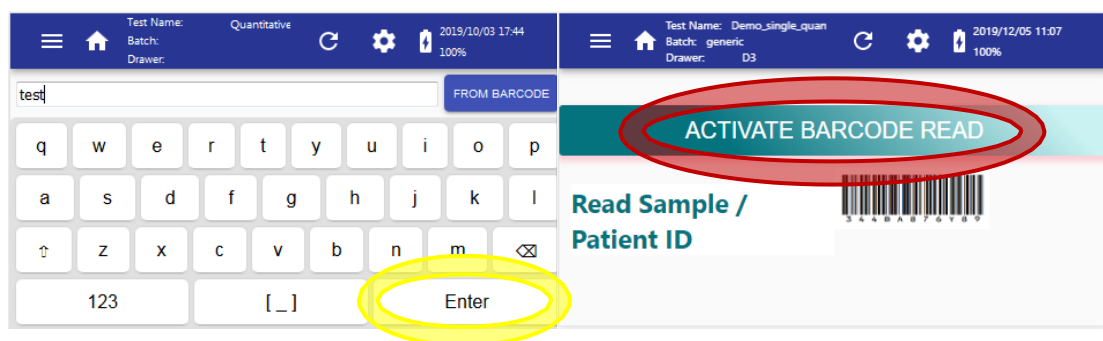 Test Name: Quantitative
Batch:
Drawer:
2019/10/03 17:44
100%
test
FROM BARCODE
q w e r t y u i o p
a s d f g h j k l
⇧ z x c v b n m ⌫
123 [ _ ] Enter
Test Name: Demo_single_quan
Batch: generic
Drawer: D3
2019/12/05 11:07
100%
ACTIVATE BARCODE READ
Read Sample /
Patient ID
344BA876Y89